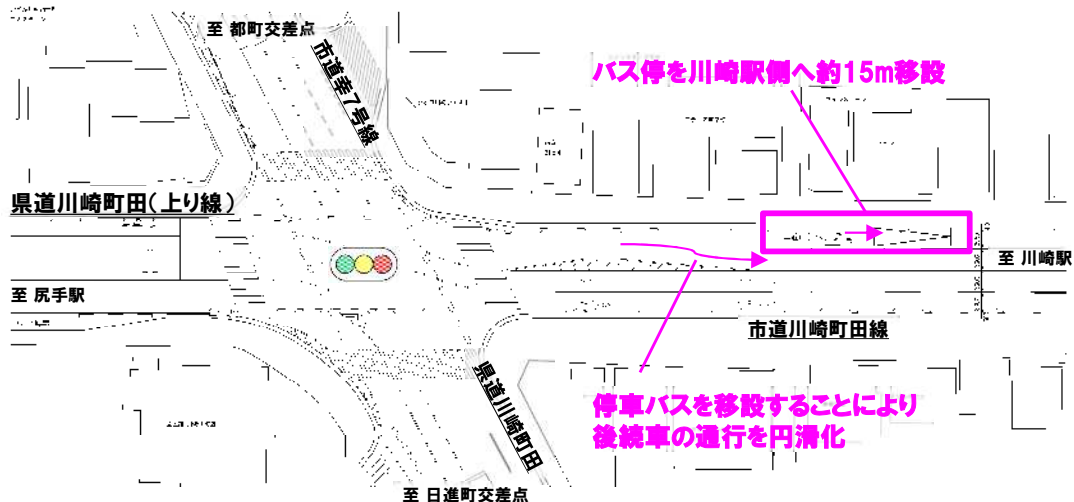 至 都町交差点
市道幸7号線
バス停を川崎駅側へ約15m移設
県道川崎町田(上り線)
至 川崎駅
至 尻手駅
市道川崎町田線
県道川崎町田
停車バスを移設することにより
後続車の通行を円滑化
至 日進町交差点